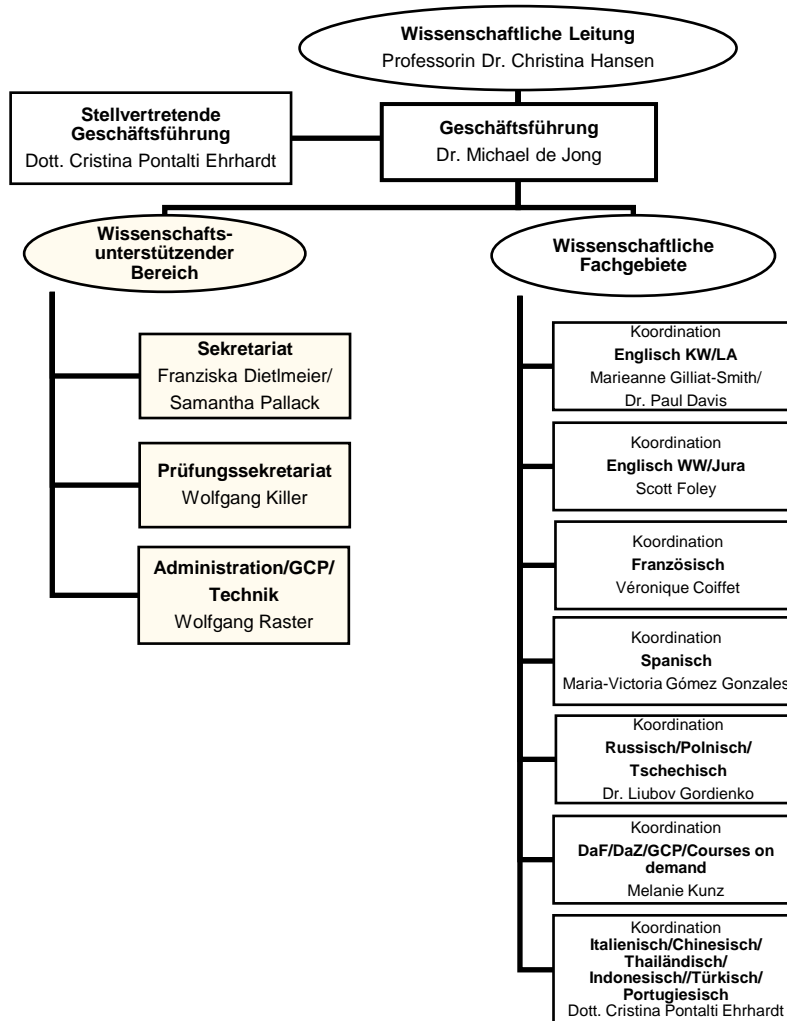 Wissenschaftliche Leitung
Professorin Dr. Christina Hansen
Stellvertretende
Geschäftsführung
Dott. Cristina Pontalti Ehrhardt
Geschäftsführung
Dr. Michael de Jong
Wissenschafts-
unterstützender
Bereich
Sekretariat
Franziska Dietlmeier/
Samantha Pallack
Prüfungssekretariat
Wolfgang Killer
Administration/GCP/
Technik
Wolfgang Raster
Wissenschaftliche
Fachgebiete
Koordination
Englisch KW/LA
Marieanne Gilliat-Smith/
Dr. Paul Davis
Koordination
Englisch WW/Jura
Scott Foley
Koordination
Französisch
Véronique Coiffet
Koordination
Spanisch
Maria-Victoria Gómez Gonzales
Koordination
Russisch/Polnisch/
Tschechisch
Dr. Liubov Gordienko
Koordination
DaF/DaZ/GCP/Courses on
demand
Melanie Kunz
Koordination
Italienisch/Chinesisch/
Thailändisch/
Indonesisch//Türkisch/
Portugiesisch
Dott. Cristina Pontalti Ehrhardt